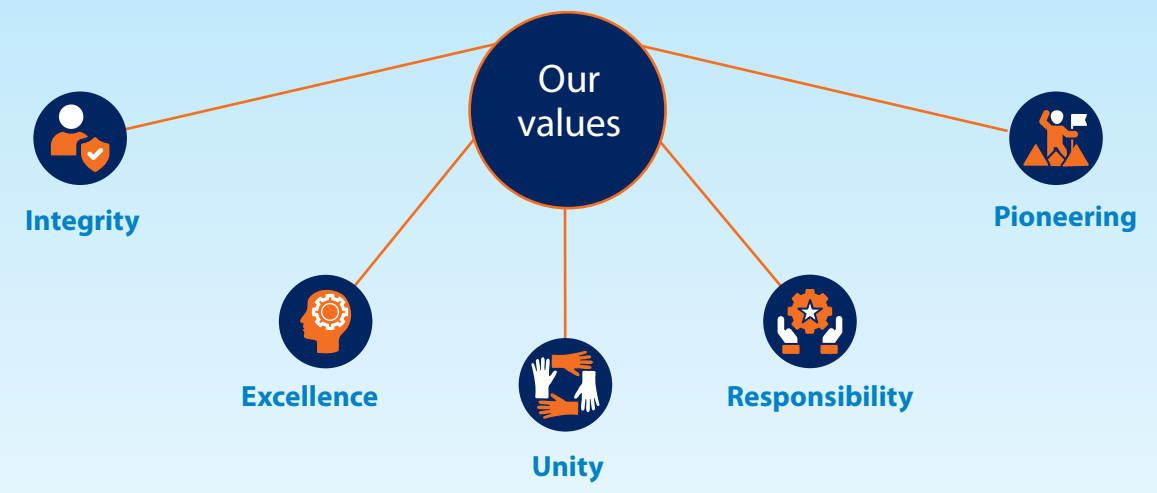 Our
values
Integrity
Pioneering
Excellence
Responsibility
Unity